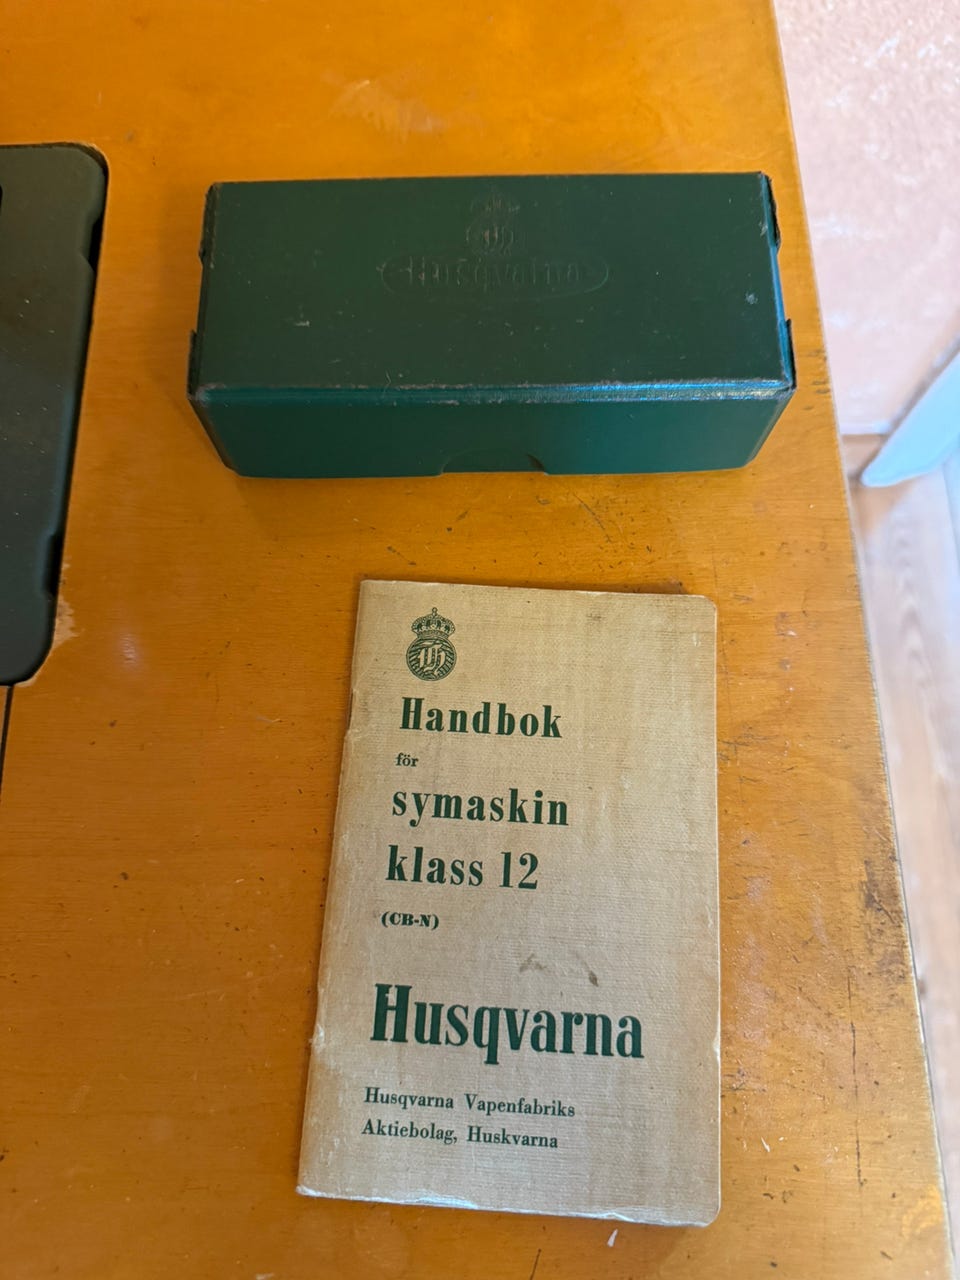 Husqvarna
Handbok
för
symaskin
klass 12
(CB-N)
Husqvarna
Husqvarna Vapenfabriks
Aktiebolag, Huskvarna